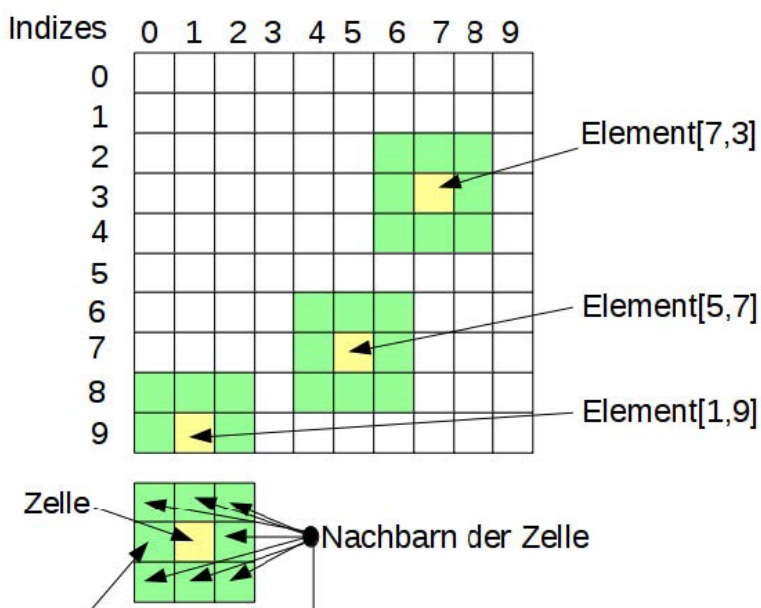 Indizes 0 1 2 3 4 5 6 7 8 9
0
1
2
Element[7,3]
3
4
5
6
Element[5,7]
7
8
9
Element[1,9]
Zelle
Nachbarn der Zelle